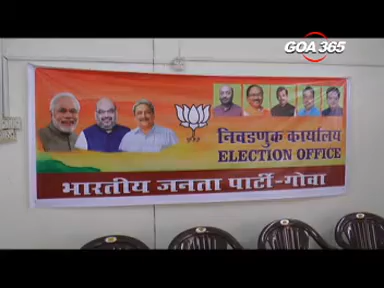 GOA 365
निवडणुक कार्यालय
ELECTION OFFICE
भारतीय जनता पार्टी-गोवा